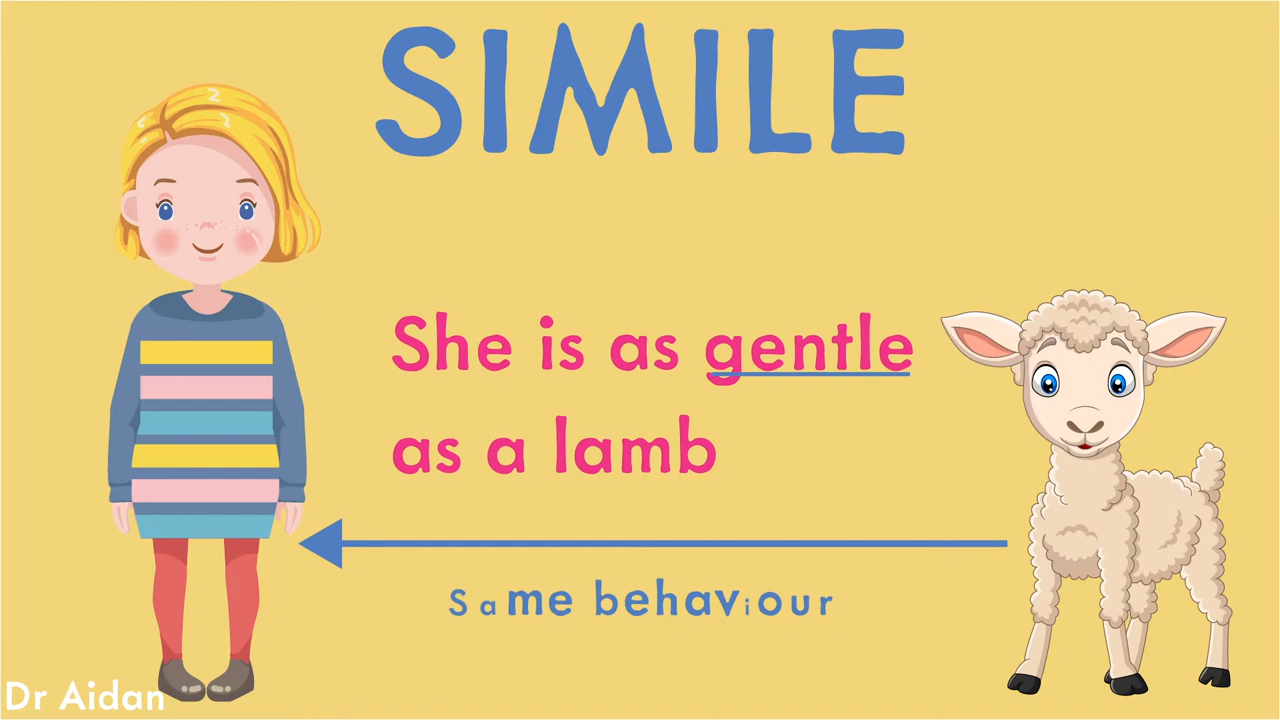 SIMILE
She is as gentle
as a lamb
Same behaviour
Dr Aidan